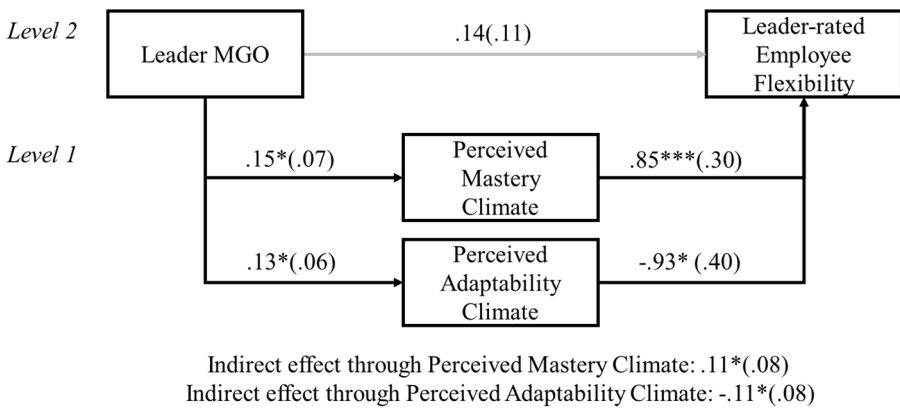 Level 2
Leader MGO
.14(.11)
Leader-rated
Employee
Flexibility
Level 1
.15*(.07)
Perceived
Mastery
Climate
.85***(.30)
.13*(.06)
Perceived
Adaptability
Climate
-.93* (.40)
Indirect effect through Perceived Mastery Climate: .11*(.08)
Indirect effect through Perceived Adaptability Climate: -.11*(.08)